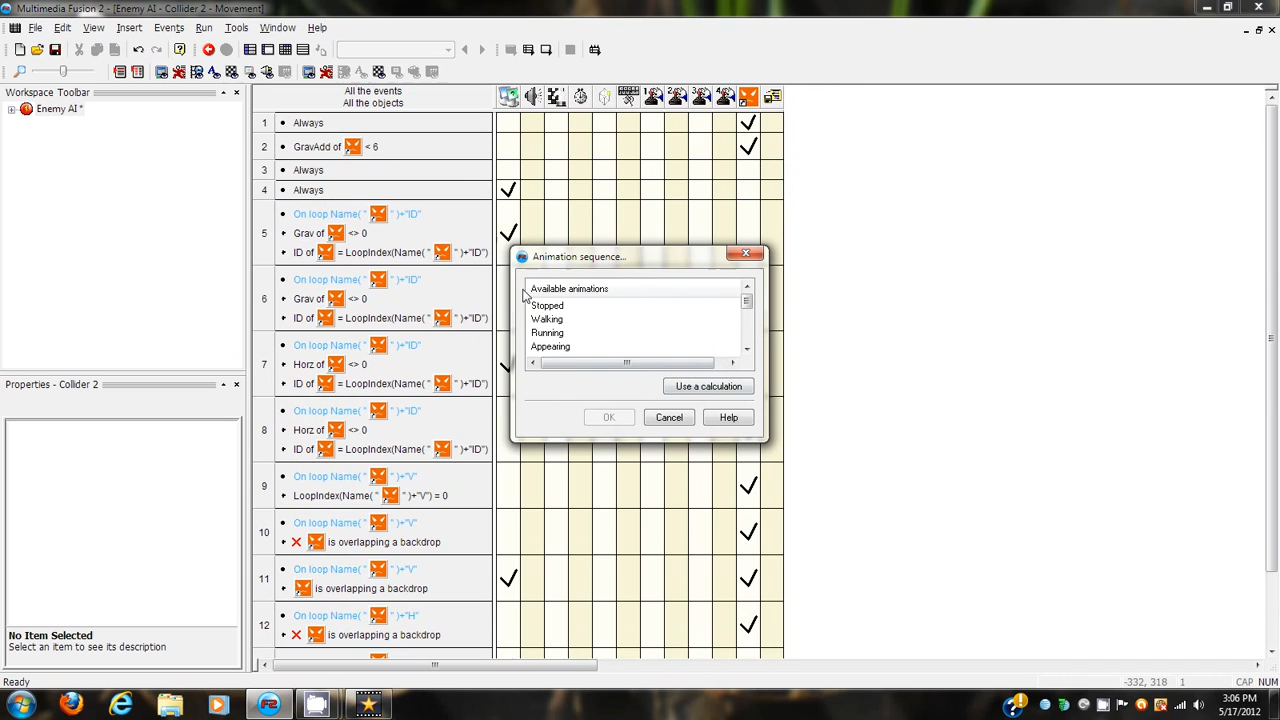 Multimedia Fusion 2 - [Enemy AI - Collider 2 - Movement]
File Edit View Insert Events Run Tools Window Help
Workspace Toolbar
Enemy AI *
All the events
All the objects
1 Always
2 GravAdd of < 6
3 Always
4 Always
5 On loop Name( " " )+"ID"
Grav of <> 0
ID of = LoopIndex(Name( " " )+"ID")
6 On loop Name( " " )+"ID"
Grav of <> 0
ID of = LoopIndex(Name( " " )+"ID")
7 On loop Name( " " )+"ID"
Horz of <> 0
ID of = LoopIndex(Name( " " )+"ID")
8 On loop Name( " " )+"ID"
Horz of <> 0
ID of = LoopIndex(Name( " " )+"ID")
9 On loop Name( " " )+"V"
LoopIndex(Name( " " )+"V") = 0
10 On loop Name( " " )+"V"
is overlapping a backdrop
11 On loop Name( " " )+"V"
is overlapping a backdrop
12 On loop Name( " " )+"H"
is overlapping a backdrop
Animation sequence...
Available animations
Stopped
Walking
Running
Appearing
Use a calculation
OK Cancel Help
Properties - Collider 2
No Item Selected
Select an item to see its description
Ready
-332, 318 1 CAP NUM
3:06 PM
5/17/2012